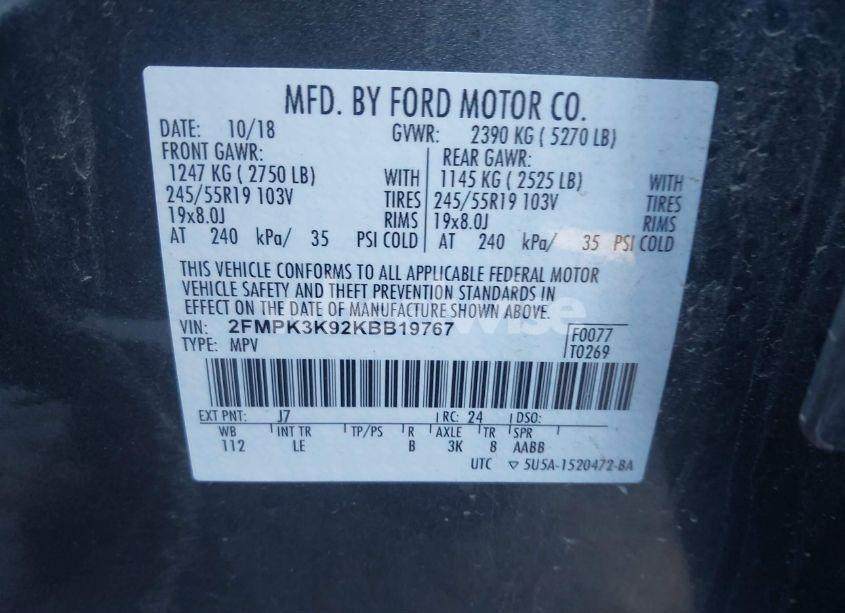 MFD. BY FORD MOTOR CO.
DATE: 10/18 GVWR: 2390 KG ( 5270 LB)
FRONT GAWR: REAR GAWR:
1247 KG ( 2750 LB) WITH 1145 KG ( 2525 LB) WITH
245/55R19 103V TIRES 245/55R19 103V TIRES
19x8.0J RIMS 19x8.0J RIMS
AT 240 kPa/ 35 PSI COLD AT 240 kPa/ 35 PSI COLD
THIS VEHICLE CONFORMS TO ALL APPLICABLE FEDERAL MOTOR
VEHICLE SAFETY AND THEFT PREVENTION STANDARDS IN
EFFECT ON THE DATE OF MANUFACTURE SHOWN ABOVE.
VIN: 2FMPK3K92KBB19767 F0077
TYPE: MPV T0269
EXT PNT: J7 RC: 24 DSO:
WB INT TR TP/PS R AXLE TR SPR
112 LE B 3K 8 AABB
UTC ▽ 5U5A-1520472-BA